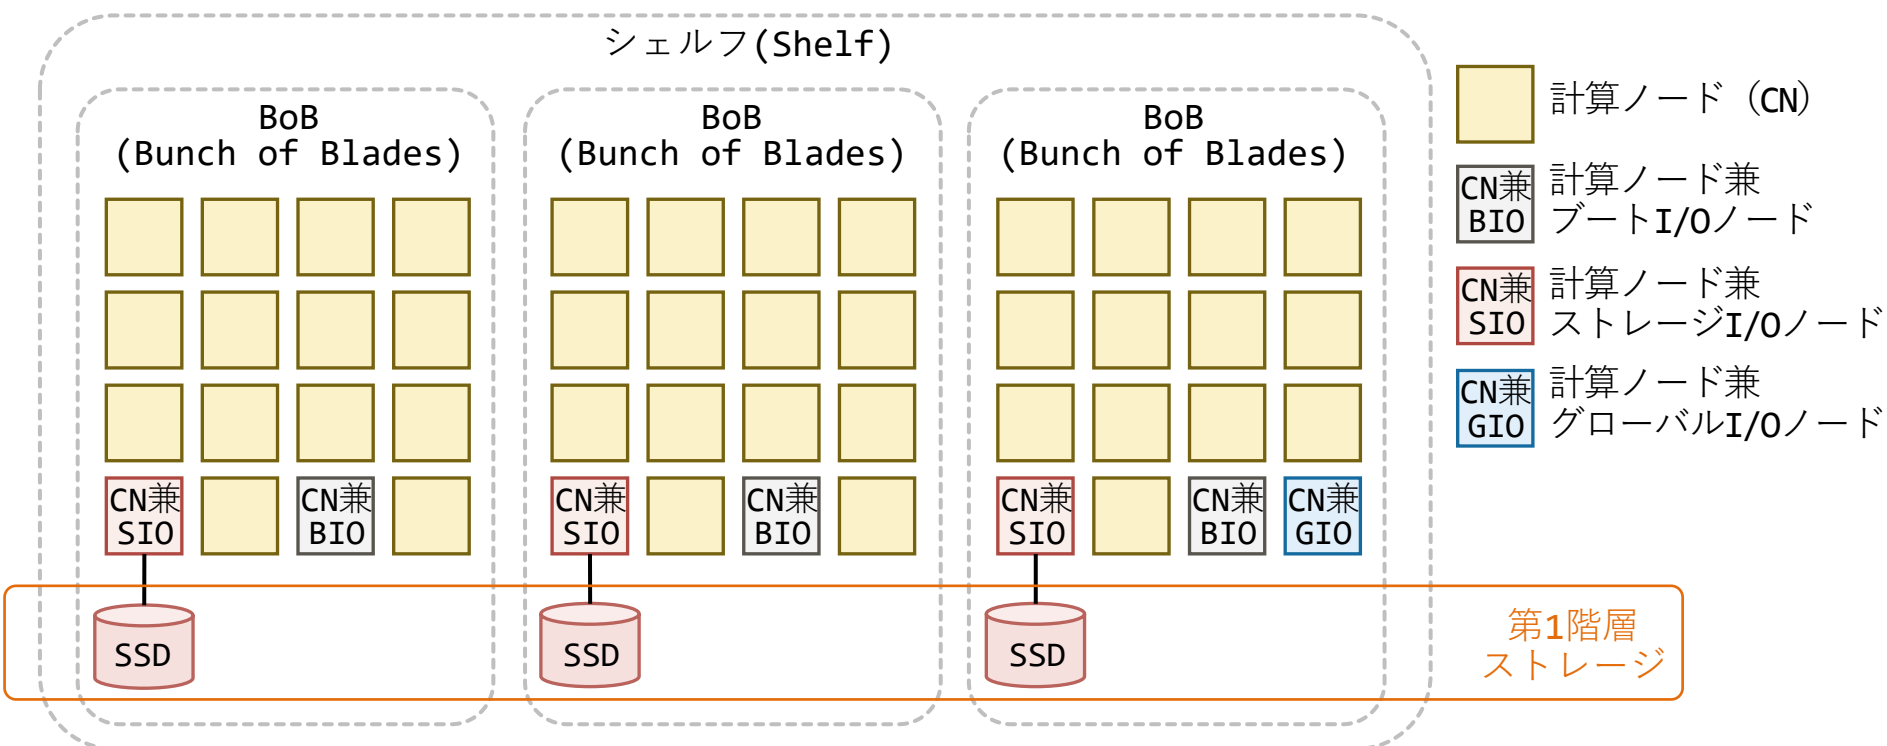 シェルフ(Shelf)
BoB
(Bunch of Blades)
CN兼
SIO
CN兼
BIO
SSD
BoB
(Bunch of Blades)
CN兼
SIO
CN兼
BIO
SSD
BoB
(Bunch of Blades)
CN兼
SIO
CN兼
BIO
CN兼
GIO
SSD
第1階層
ストレージ
計算ノード（CN）
CN兼
BIO
計算ノード兼
ブートI/Oノード
CN兼
SIO
計算ノード兼
ストレージI/Oノード
CN兼
GIO
計算ノード兼
グローバルI/Oノード